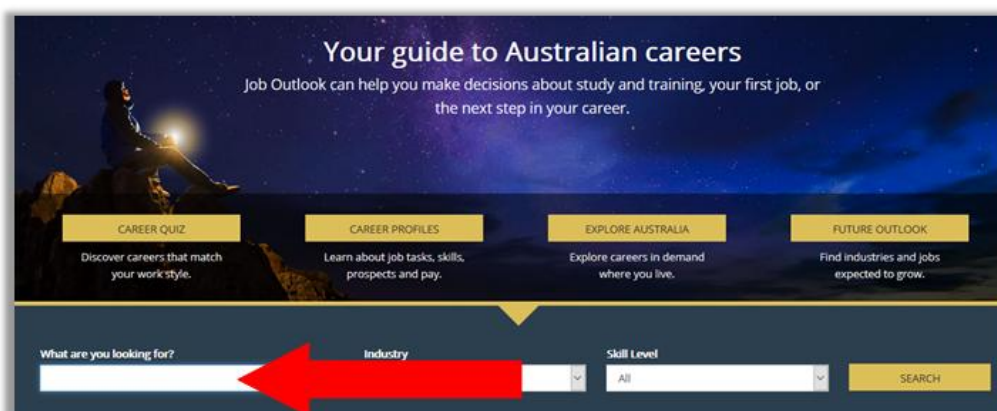 Your guide to Australian careers
Job Outlook can help you make decisions about study and training, your first job, or
the next step in your career.
CAREER QUIZ
CAREER PROFILES
EXPLORE AUSTRALIA
FUTURE OUTLOOK
Discover careers that match
your work style.
Learn about job tasks, skills,
prospects and pay.
Explore careers in demand
where you live.
Find industries and jobs
expected to grow.
What are you looking for?
Industry
Skill Level
All
SEARCH